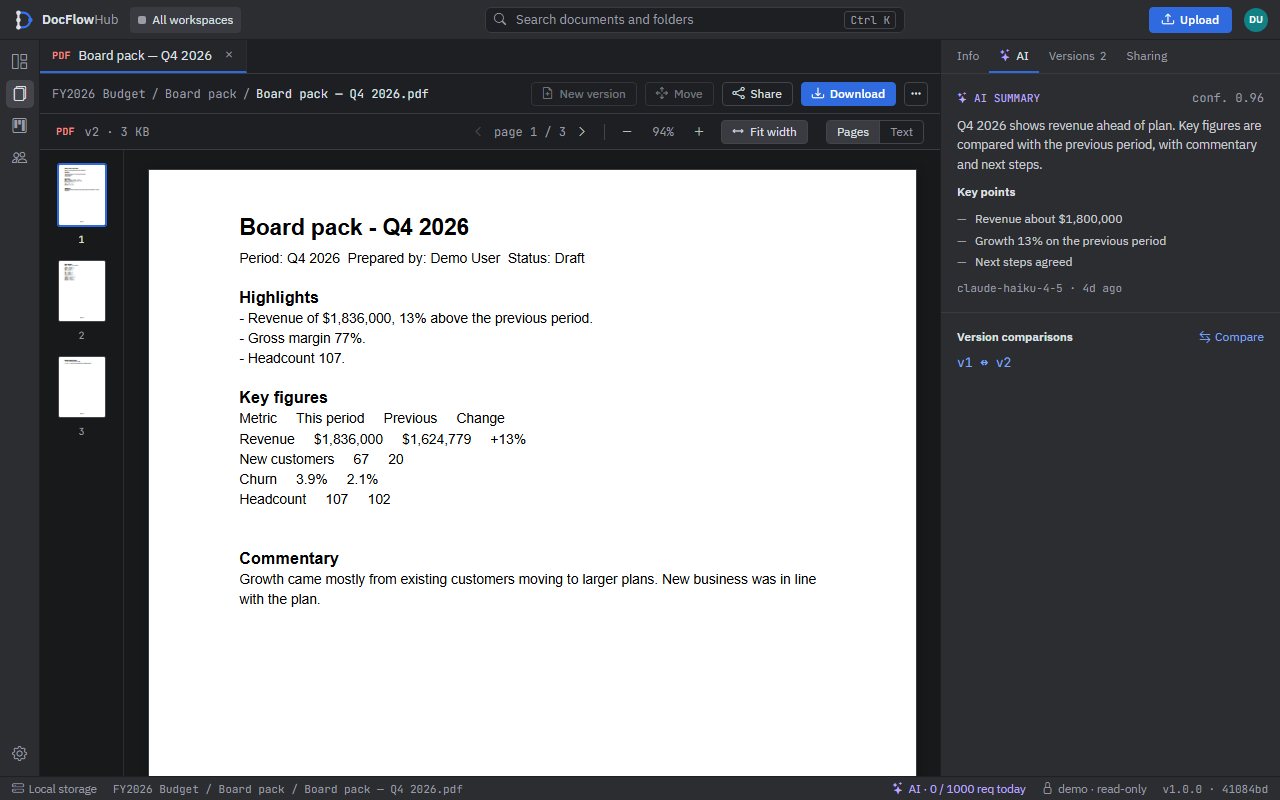 DocFlowHub
All workspaces
Search documents and folders
Ctrl K
Upload
DU
PDF Board pack — Q4 2026 ×
FY2026 Budget / Board pack / Board pack — Q4 2026.pdf
New version
Move
Share
Download
PDF v2 · 3 KB
page 1 / 3
94%
Fit width
Pages
Text
1
2
3
Board pack - Q4 2026
Period: Q4 2026 Prepared by: Demo User Status: Draft
Highlights
- Revenue of $1,836,000, 13% above the previous period.
- Gross margin 77%.
- Headcount 107.
Key figures
Metric This period Previous Change
Revenue $1,836,000 $1,624,779 +13%
New customers 67 20
Churn 3.9% 2.1%
Headcount 107 102
Commentary
Growth came mostly from existing customers moving to larger plans. New business was in line
with the plan.
Info
AI
Versions 2
Sharing
AI SUMMARY
conf. 0.96
Q4 2026 shows revenue ahead of plan. Key figures are
compared with the previous period, with commentary
and next steps.
Key points
— Revenue about $1,800,000
— Growth 13% on the previous period
— Next steps agreed
claude-haiku-4-5 · 4d ago
Version comparisons
Compare
v1 ↔ v2
Local storage
FY2026 Budget / Board pack / Board pack — Q4 2026.pdf
AI · 0 / 1000 req today
demo · read-only
v1.0.0 · 41084bd